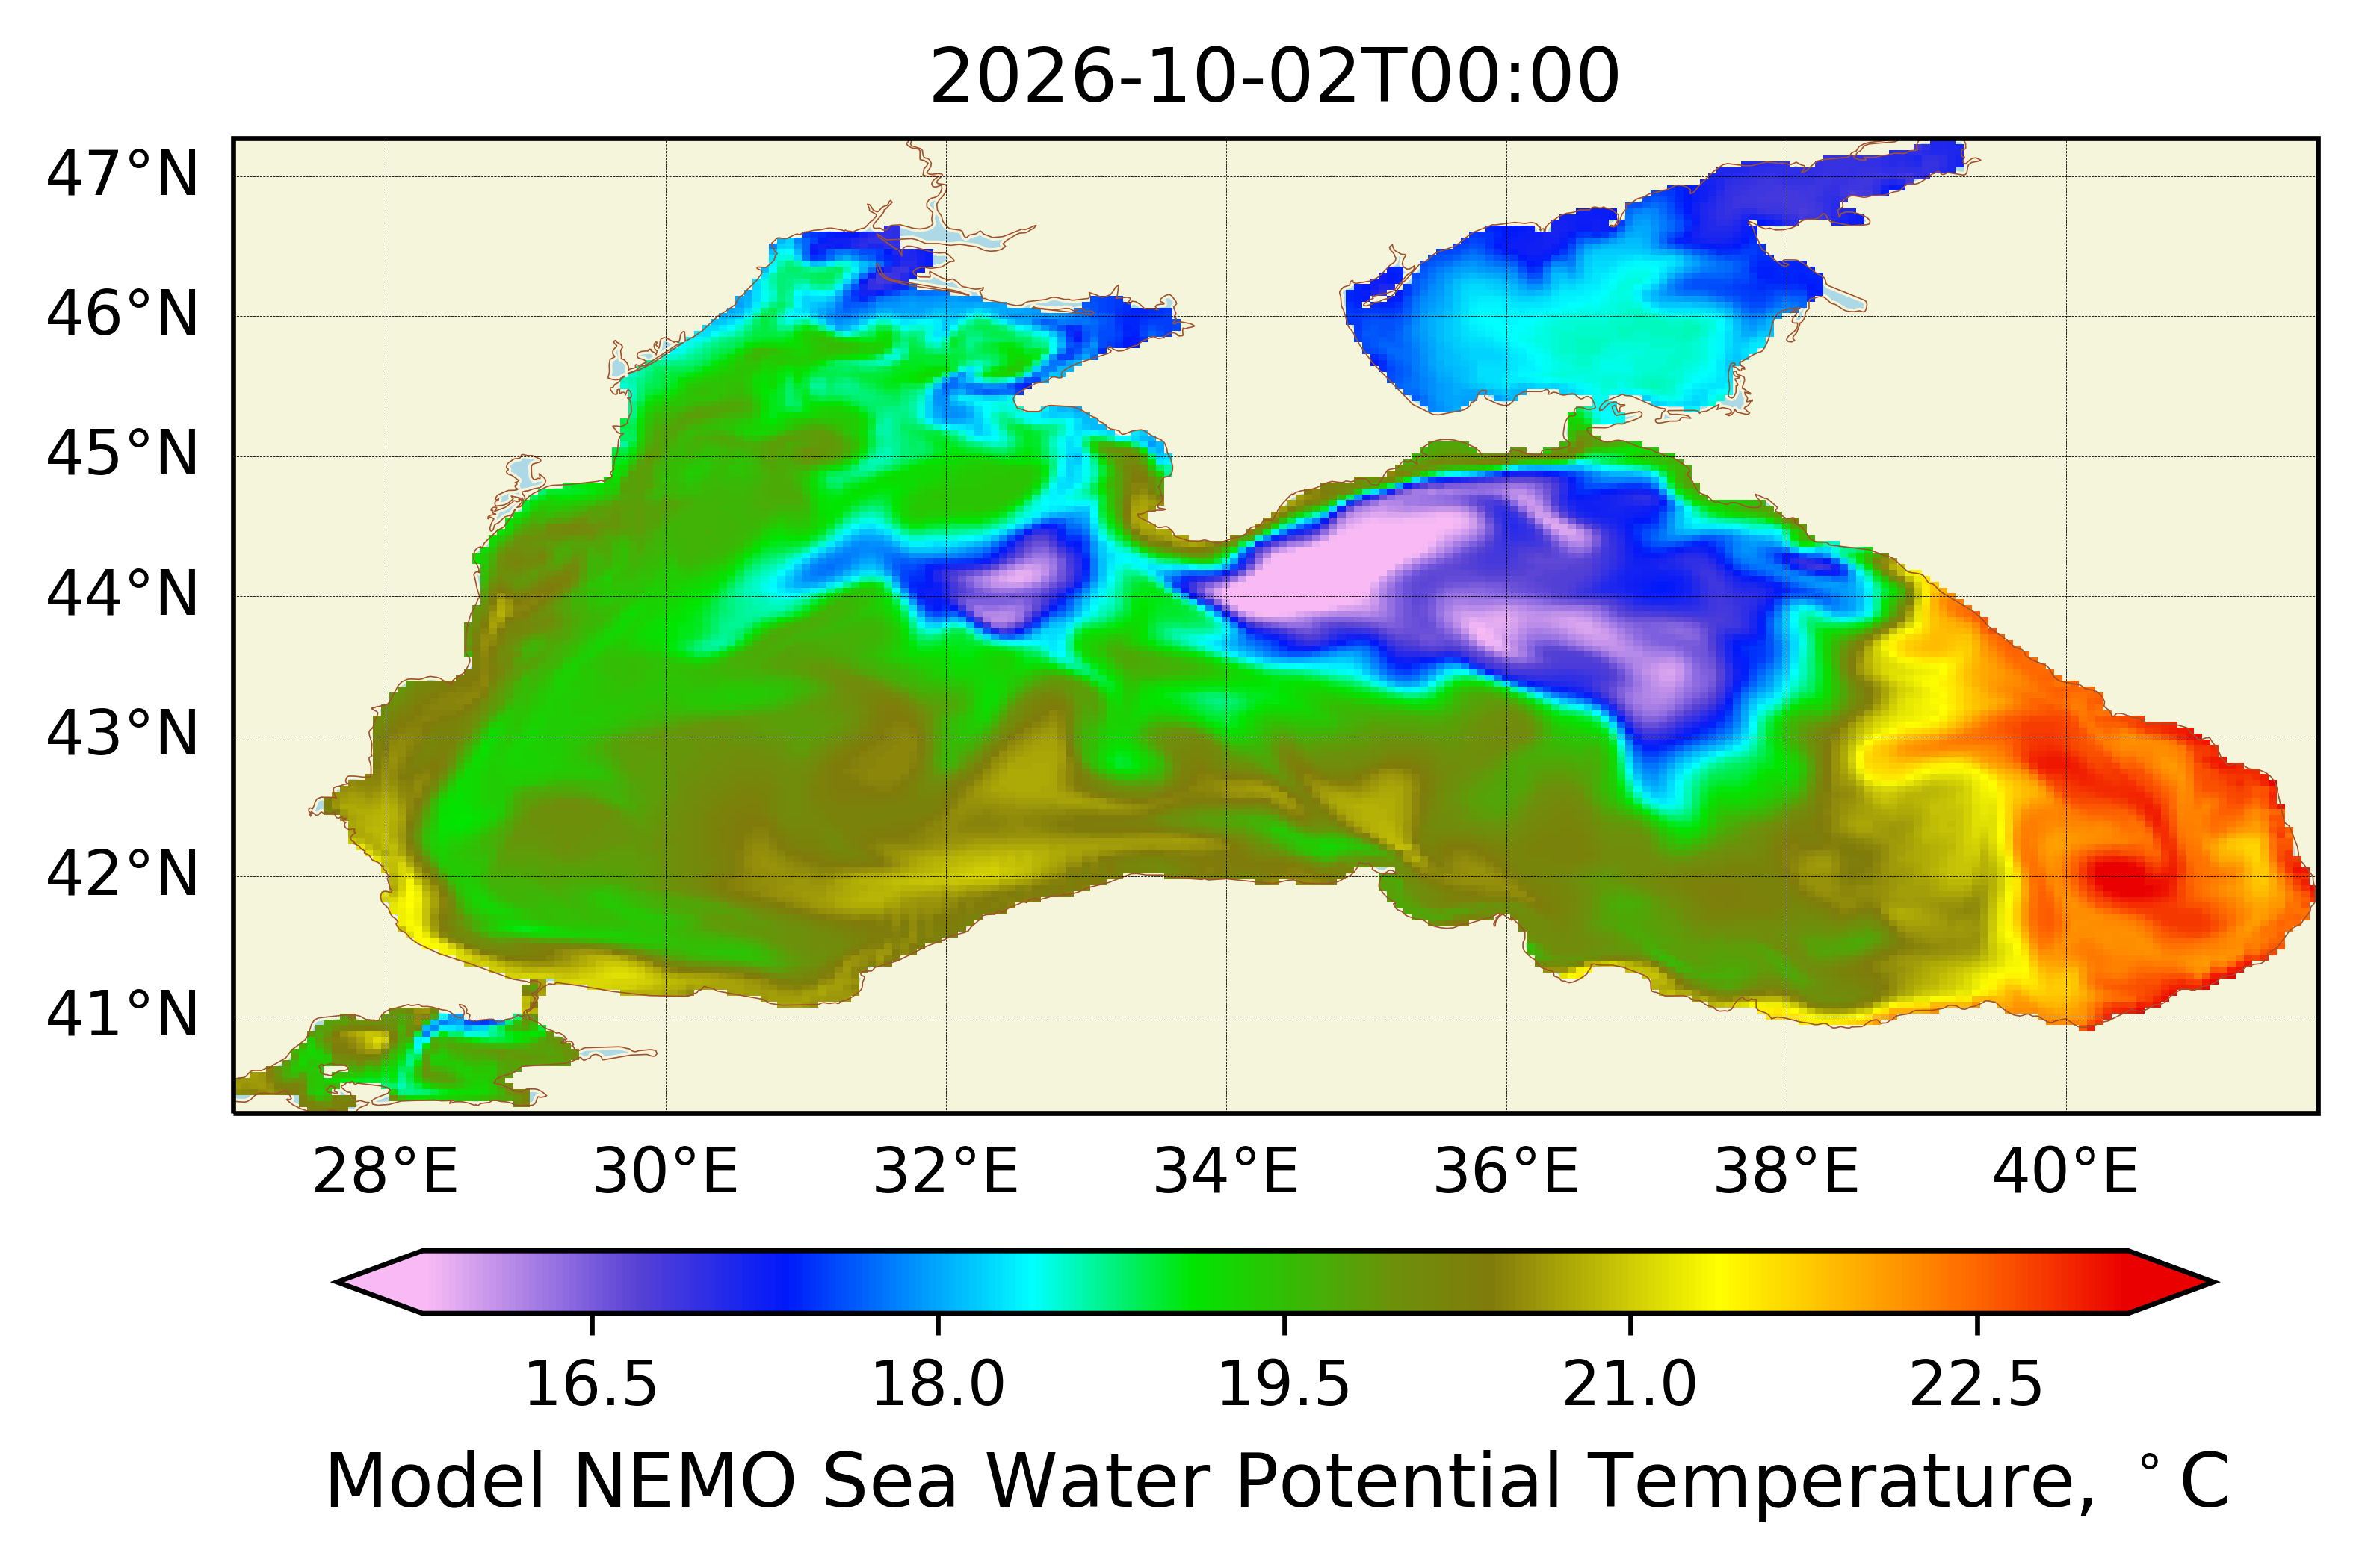 2026-10-02T00:00
47°N
46°N
45°N
44°N
43°N
42°N
41°N
28°E 30°E 32°E 34°E 36°E 38°E 40°E
16.5 18.0 19.5 21.0 22.5
Model NEMO Sea Water Potential Temperature, °C